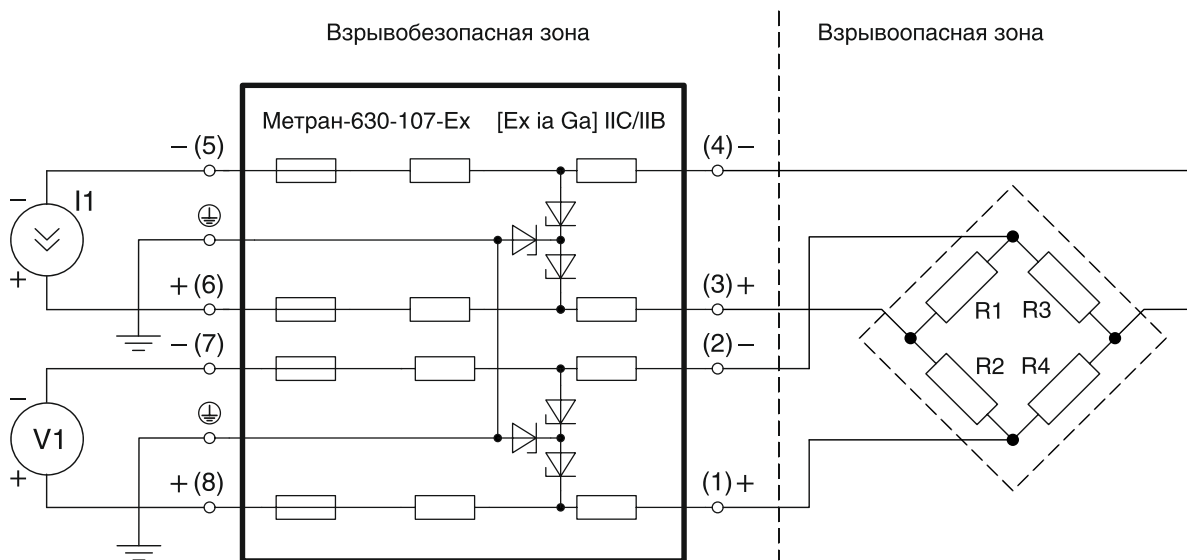 Взрывобезопасная зона
Взрывоопасная зона
Метран-630-107-Ex [Ex ia Ga] IIC/IIB
– (5)
(4) –
–
I1
+
+ (6)
(3) +
– (7)
(2) –
–
V1
+
+ (8)
(1) +
R1 R3
R2 R4